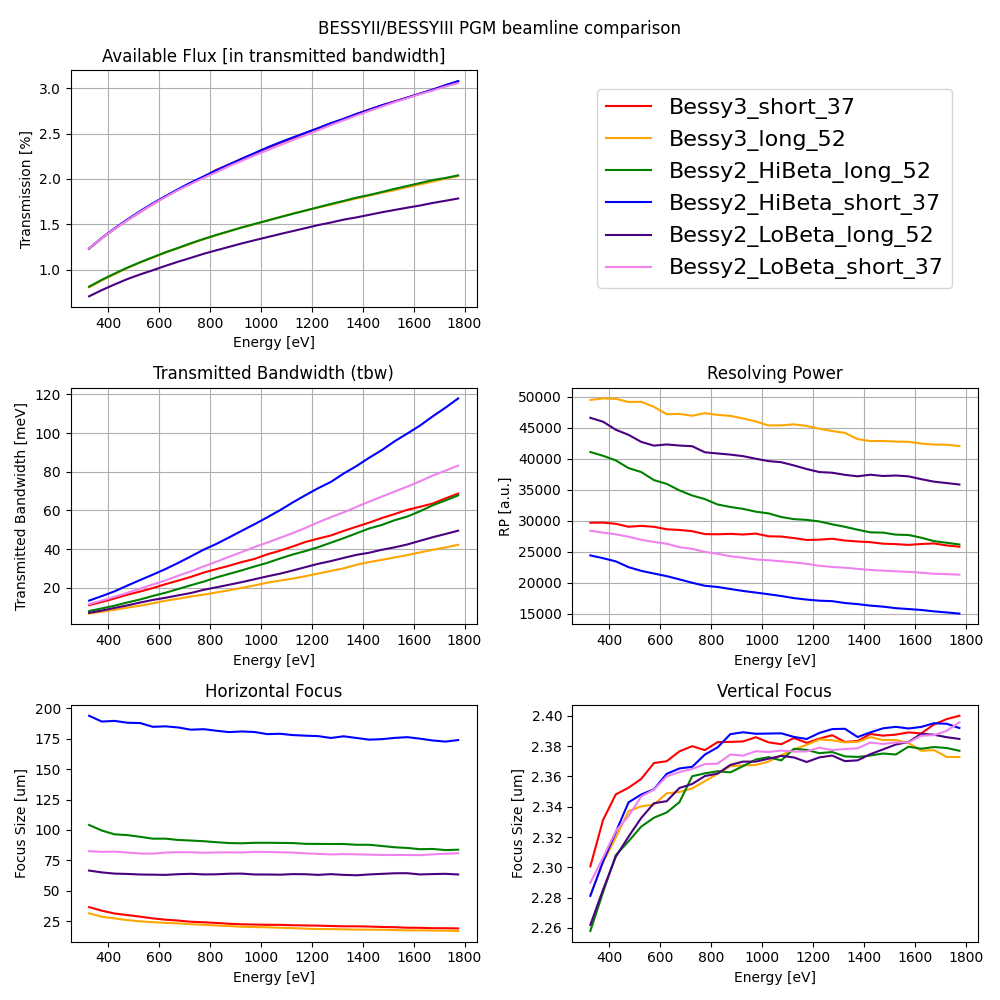 BESSYII/BESSYIII PGM beamline comparison
Available Flux [in transmitted bandwidth]
Transmission [%]
3.0
2.5
2.0
1.5
1.0
400 600 800 1000 1200 1400 1600 1800
Energy [eV]
Bessy3_short_37
Bessy3_long_52
Bessy2_HiBeta_long_52
Bessy2_HiBeta_short_37
Bessy2_LoBeta_long_52
Bessy2_LoBeta_short_37
Transmitted Bandwidth (tbw)
Transmitted Bandwidth [meV]
120
100
80
60
40
20
400 600 800 1000 1200 1400 1600 1800
Energy [eV]
Resolving Power
RP [a.u.]
50000
45000
40000
35000
30000
25000
20000
15000
400 600 800 1000 1200 1400 1600 1800
Energy [eV]
Horizontal Focus
Focus Size [um]
200
175
150
125
100
75
50
25
400 600 800 1000 1200 1400 1600 1800
Energy [eV]
Vertical Focus
Focus Size [um]
2.40
2.38
2.36
2.34
2.32
2.30
2.28
2.26
400 600 800 1000 1200 1400 1600 1800
Energy [eV]